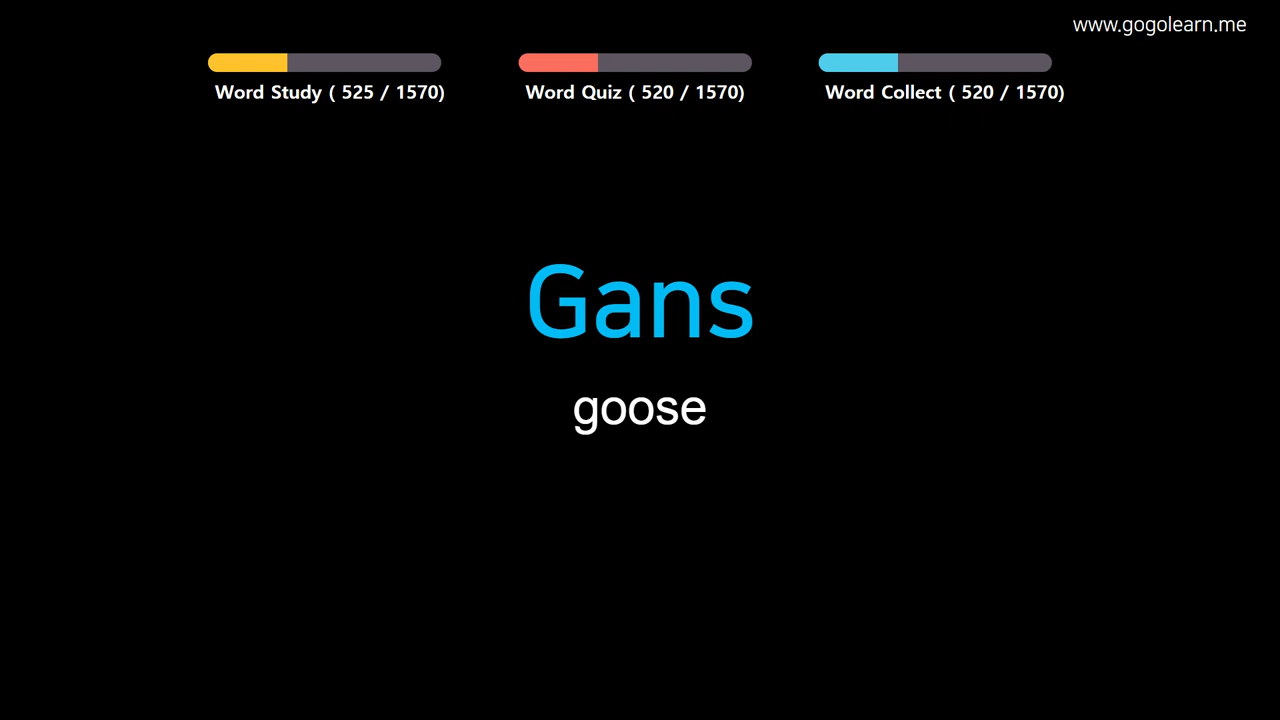 www.gogolearn.me
Word Study ( 525 / 1570)
Word Quiz ( 520 / 1570)
Word Collect ( 520 / 1570)
Gans
goose